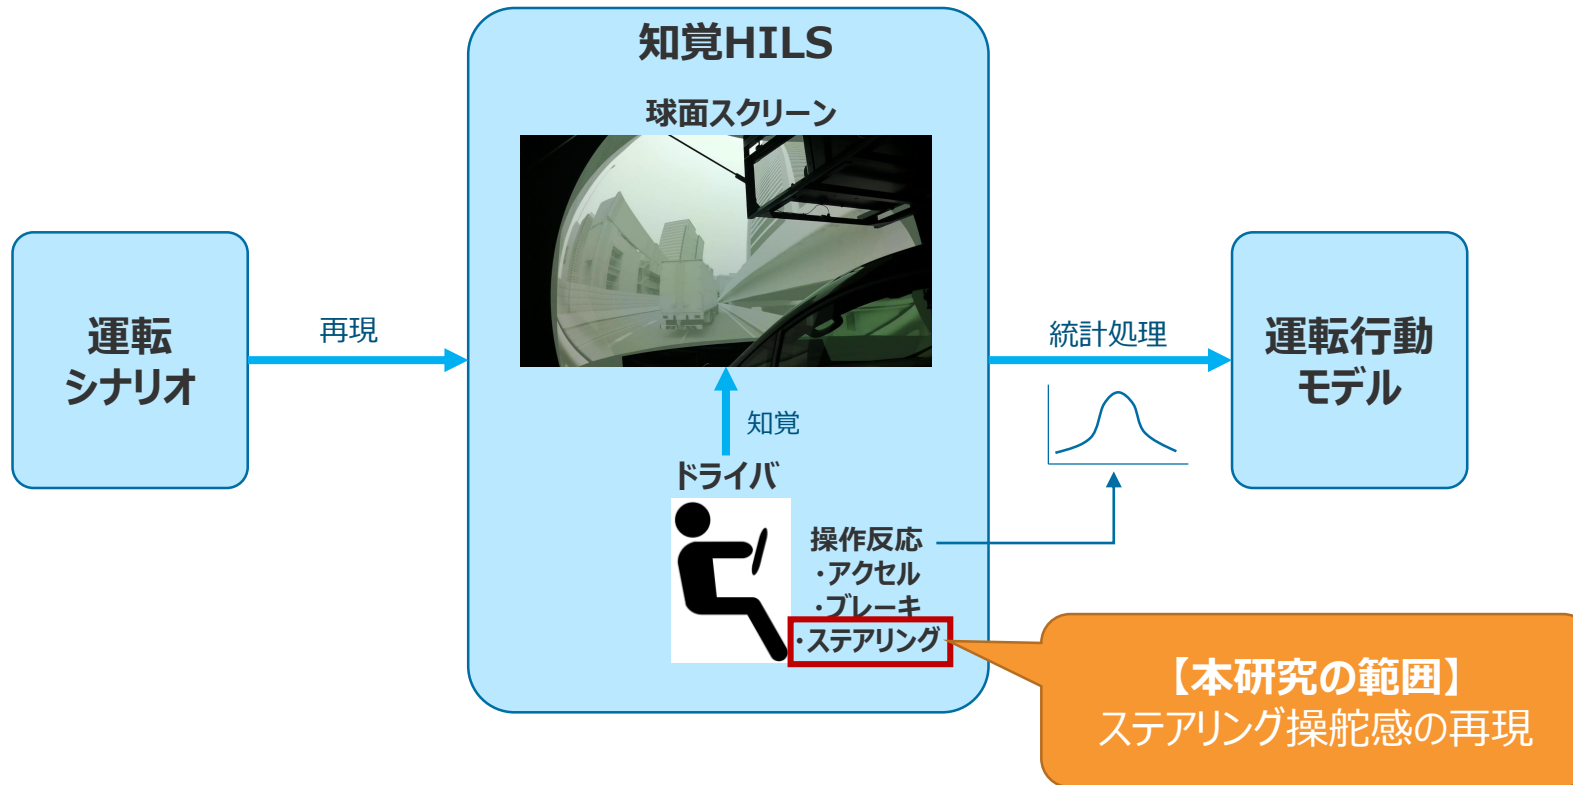 知覚HILS
球面スクリーン
運転
シナリオ
再現
知覚
ドライバ
操作反応
・アクセル
・ブレーキ
・ステアリング
統計処理
運転行動
モデル
【本研究の範囲】
ステアリング操舵感の再現